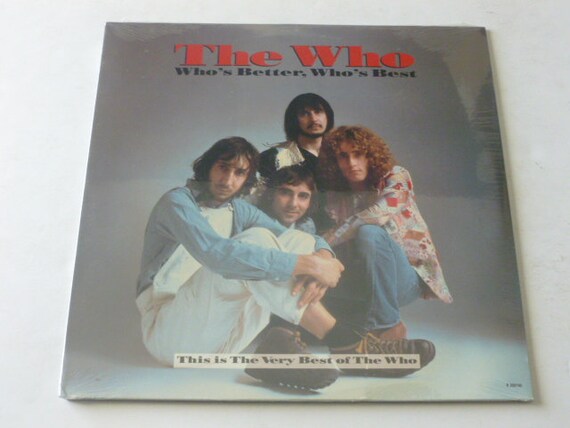 The Who
Who's Better, Who's Best
This is The Very Best of The Who